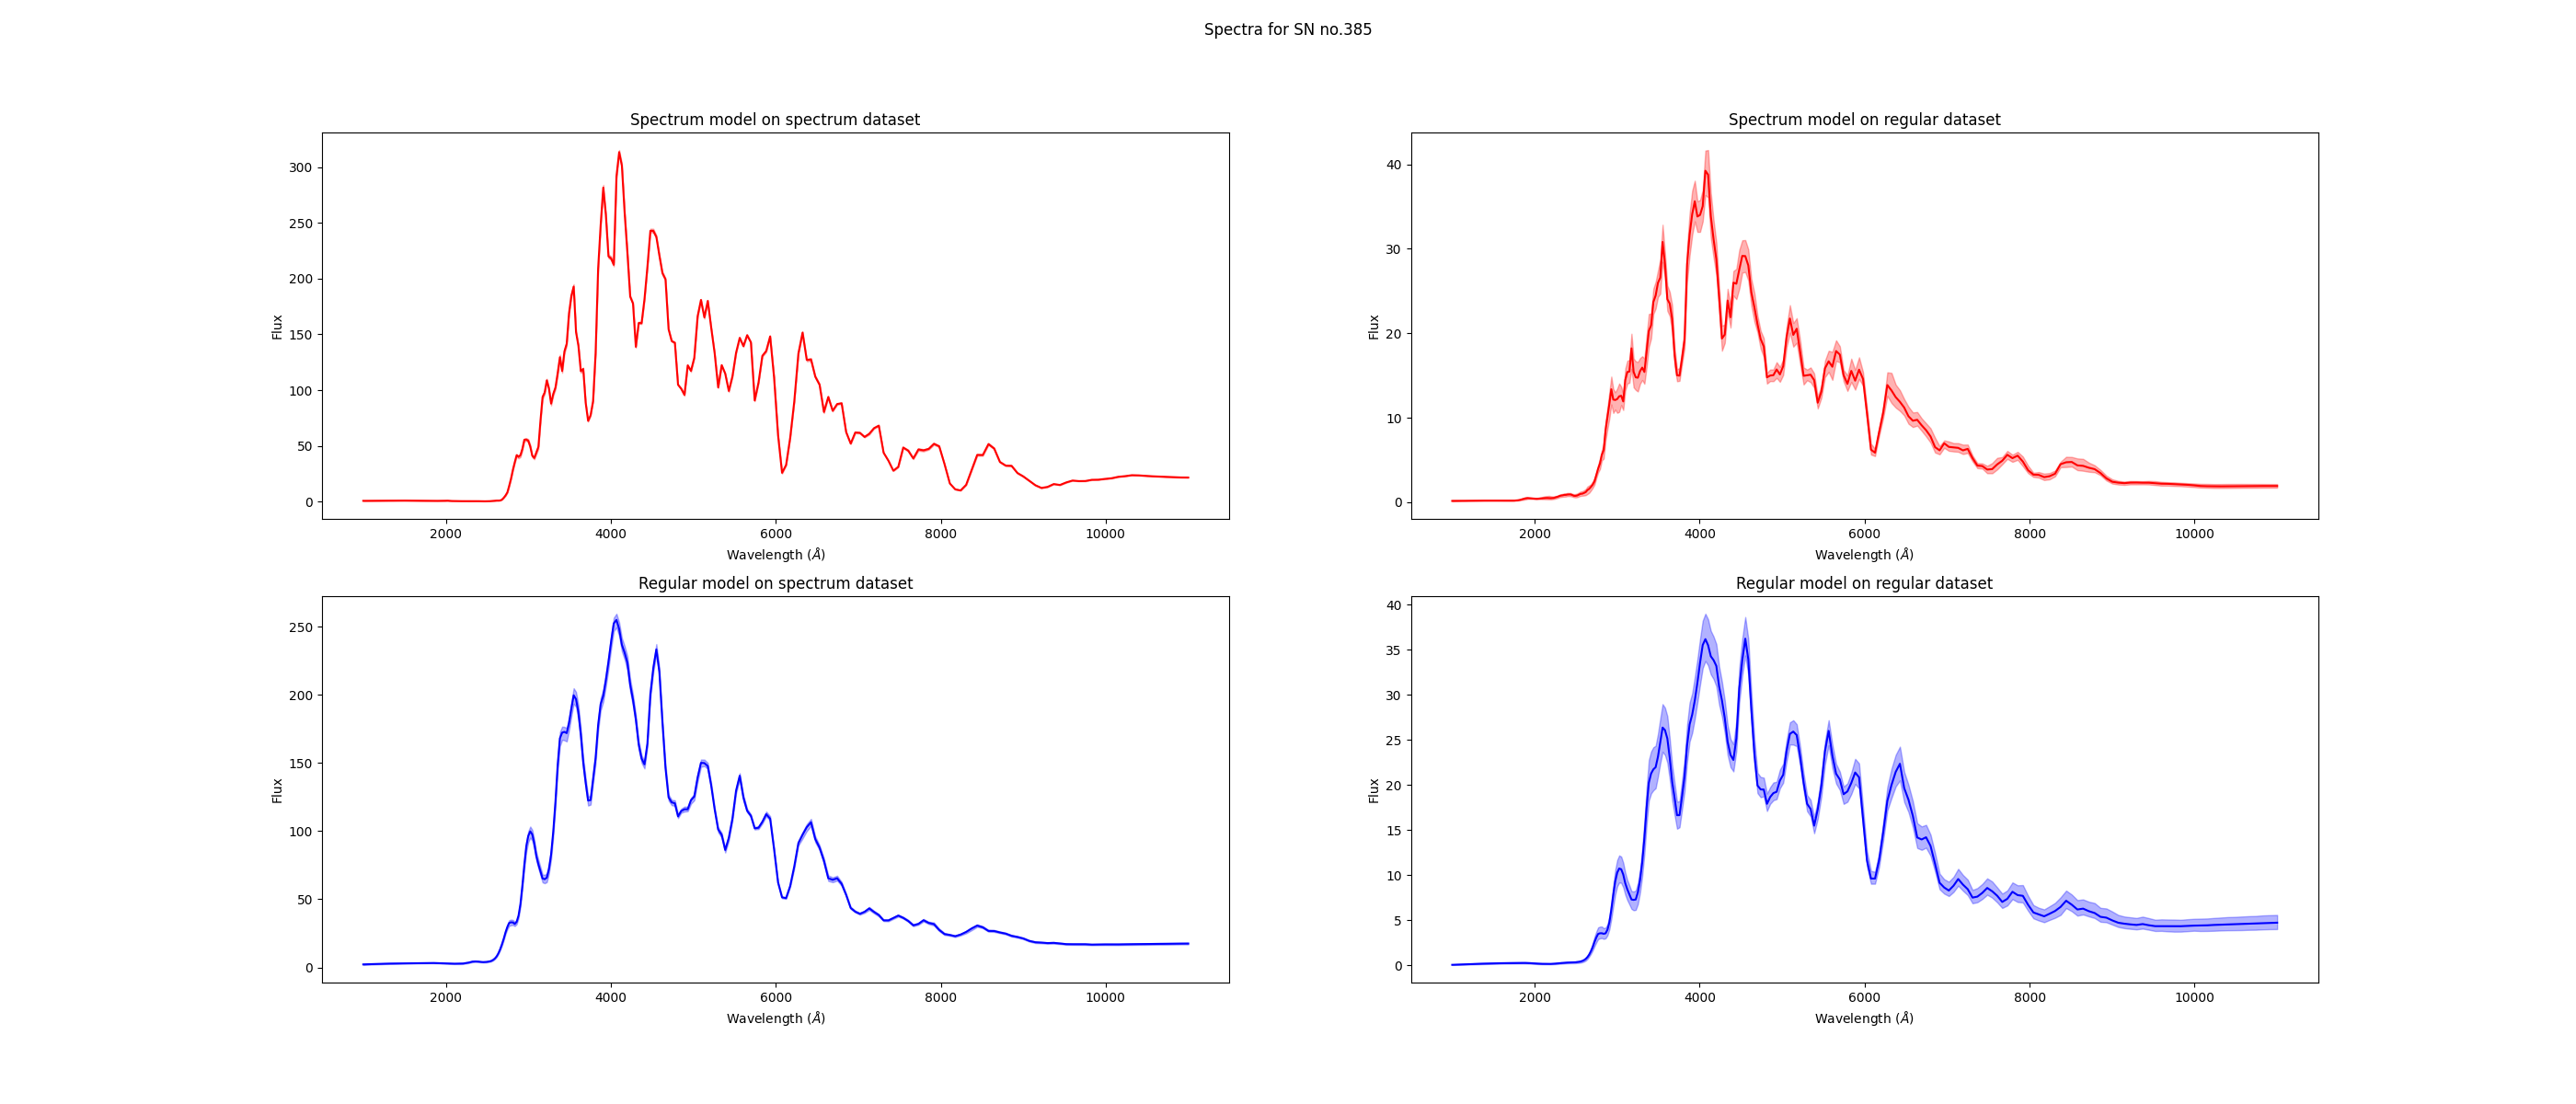 Spectra for SN no.385
Spectrum model on spectrum dataset
Flux
300
250
200
150
100
50
0
2000 4000 6000 8000 10000
Wavelength (Å)
Spectrum model on regular dataset
Flux
40
30
20
10
0
2000 4000 6000 8000 10000
Wavelength (Å)
Regular model on spectrum dataset
Flux
250
200
150
100
50
0
2000 4000 6000 8000 10000
Wavelength (Å)
Regular model on regular dataset
Flux
40
35
30
25
20
15
10
5
0
2000 4000 6000 8000 10000
Wavelength (Å)